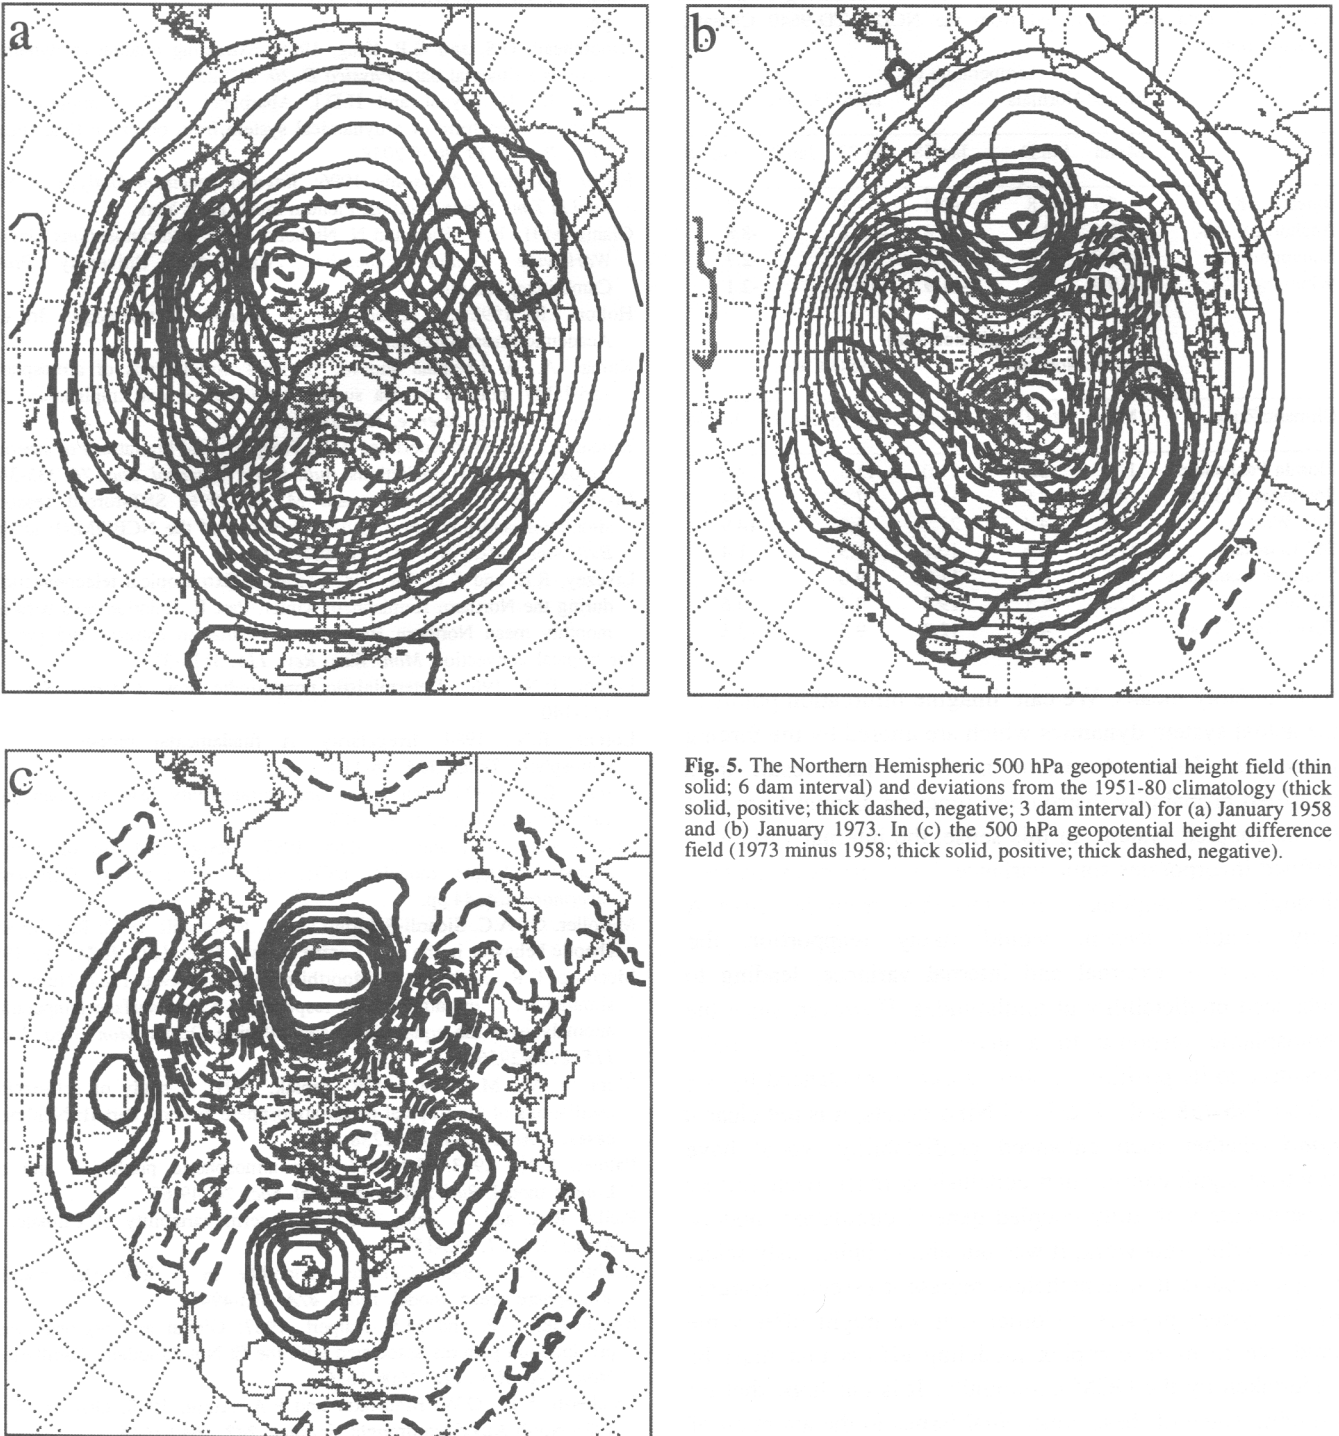 a
b
c
Fig. 5. The Northern Hemispheric 500 hPa geopotential height field (thin
solid; 6 dam interval) and deviations from the 1951-80 climatology (thick
solid, positive; thick dashed, negative; 3 dam interval) for (a) January 1958
and (b) January 1973. In (c) the 500 hPa geopotential height difference
field (1973 minus 1958; thick solid, positive; thick dashed, negative).